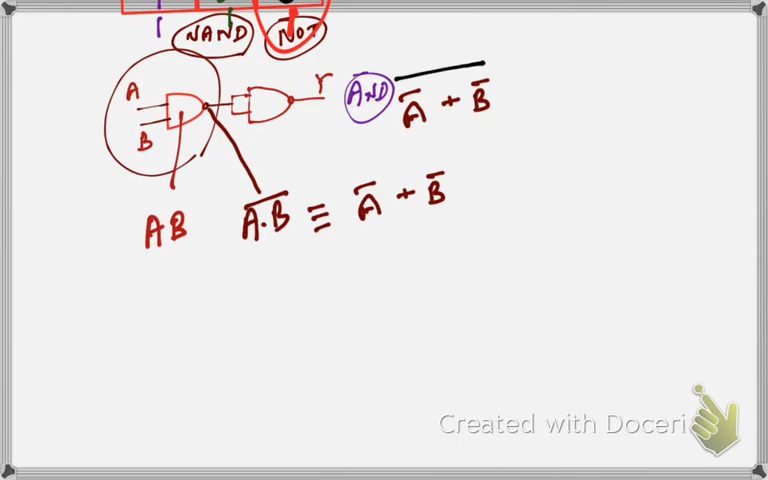 NAND NOT
A
B
Y
AND
A̅ + B̅
AB
A̅.̅B̅ ≡ A̅ + B̅
Created with Doceri